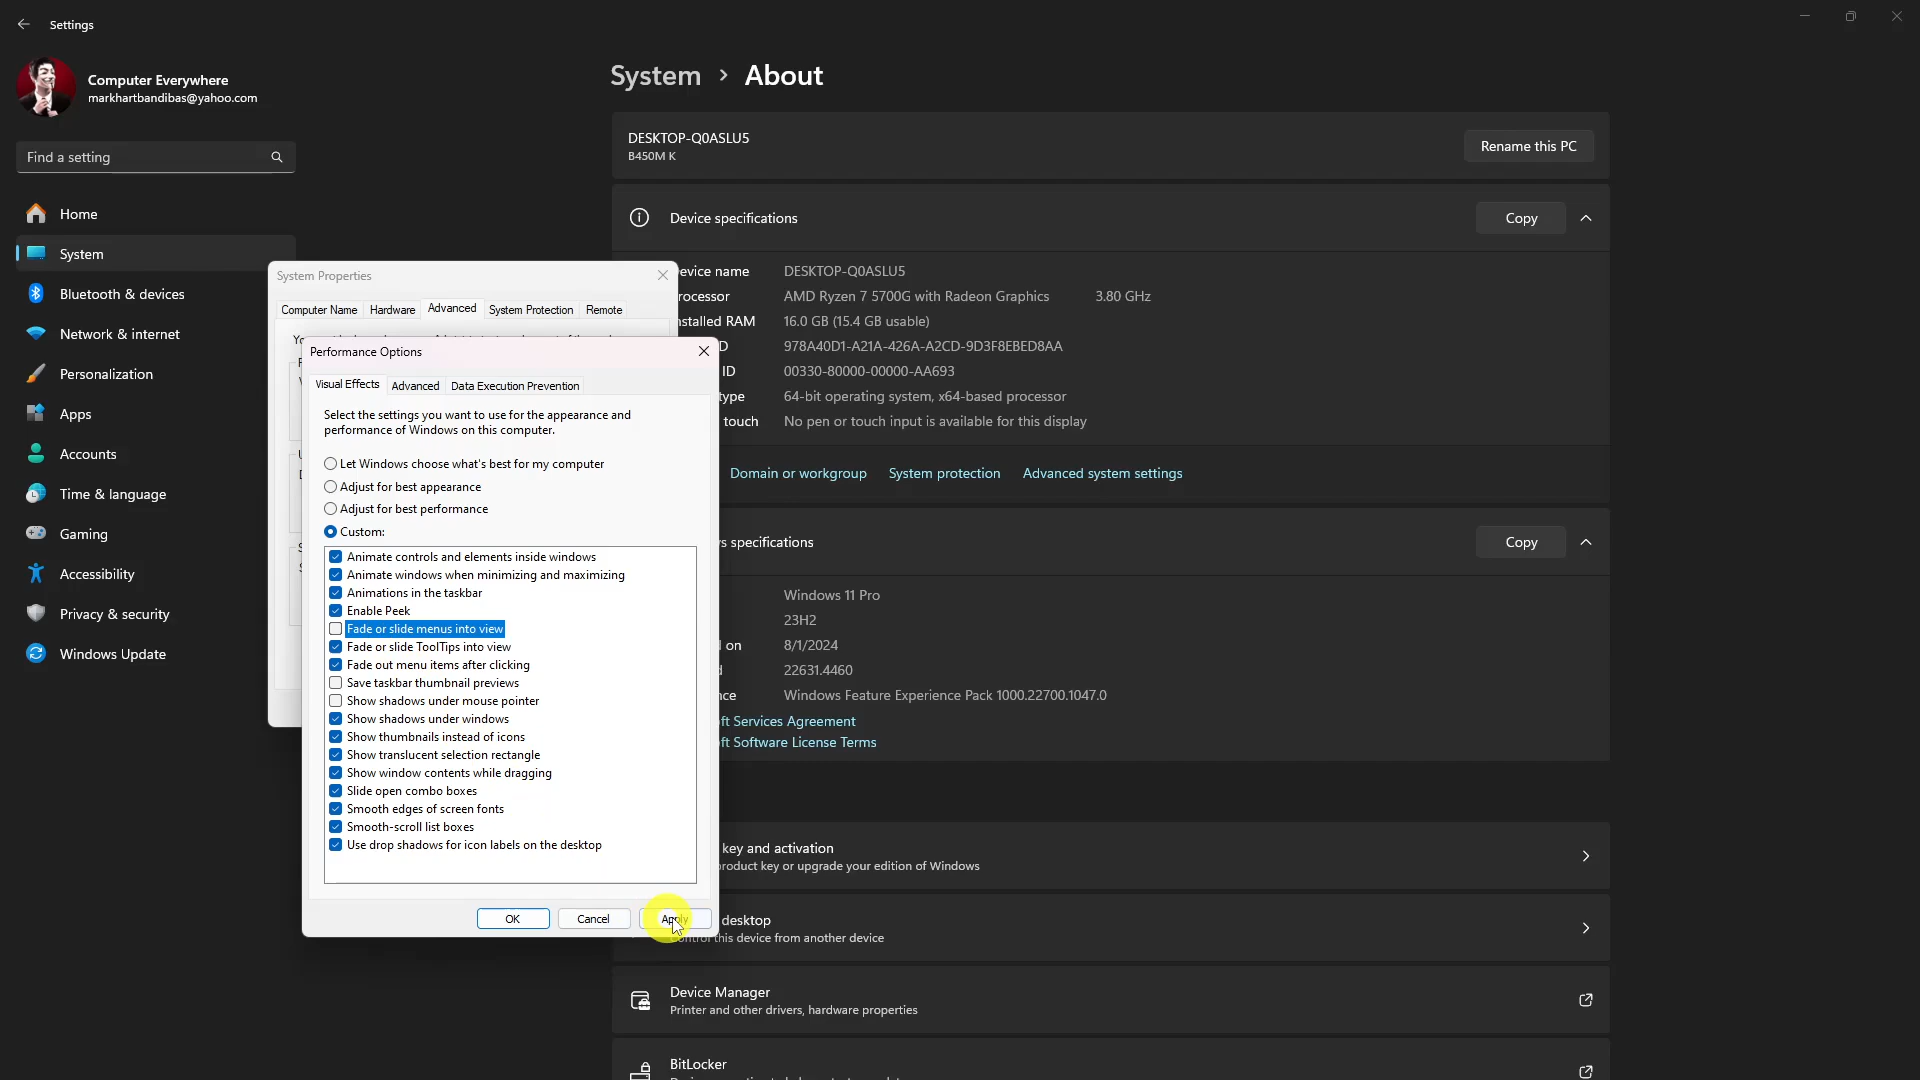 Settings
Computer Everywhere
markhartbandibas@yahoo.com
Find a setting
Home
System
Bluetooth & devices
Network & internet
Personalization
Apps
Accounts
Time & language
Gaming
Accessibility
Privacy & security
Windows Update
System > About
DESKTOP-Q0ASLU5
B450M K
Rename this PC
Device specifications
Copy
evice name DESKTOP-Q0ASLU5
rocessor AMD Ryzen 7 5700G with Radeon Graphics 3.80 GHz
nstalled RAM 16.0 GB (15.4 GB usable)
D 978A40D1-A21A-426A-A2CD-9D3F8EBED8AA
ID 00330-80000-00000-AA693
type 64-bit operating system, x64-based processor
touch No pen or touch input is available for this display
Domain or workgroup System protection Advanced system settings
s specifications
Copy
Windows 11 Pro
23H2
on 8/1/2024
22631.4460
nce Windows Feature Experience Pack 1000.22700.1047.0
ft Services Agreement
ft Software License Terms
key and activation
roduct key or upgrade your edition of Windows
desktop
ontrol this device from another device
Device Manager
Printer and other drivers, hardware properties
BitLocker
System Properties
Computer Name Hardware Advanced System Protection Remote
Performance Options
Visual Effects Advanced Data Execution Prevention
Select the settings you want to use for the appearance and
performance of Windows on this computer.
Let Windows choose what's best for my computer
Adjust for best appearance
Adjust for best performance
Custom:
Animate controls and elements inside windows
Animate windows when minimizing and maximizing
Animations in the taskbar
Enable Peek
Fade or slide menus into view
Fade or slide ToolTips into view
Fade out menu items after clicking
Save taskbar thumbnail previews
Show shadows under mouse pointer
Show shadows under windows
Show thumbnails instead of icons
Show translucent selection rectangle
Show window contents while dragging
Slide open combo boxes
Smooth edges of screen fonts
Smooth-scroll list boxes
Use drop shadows for icon labels on the desktop
OK Cancel Apply